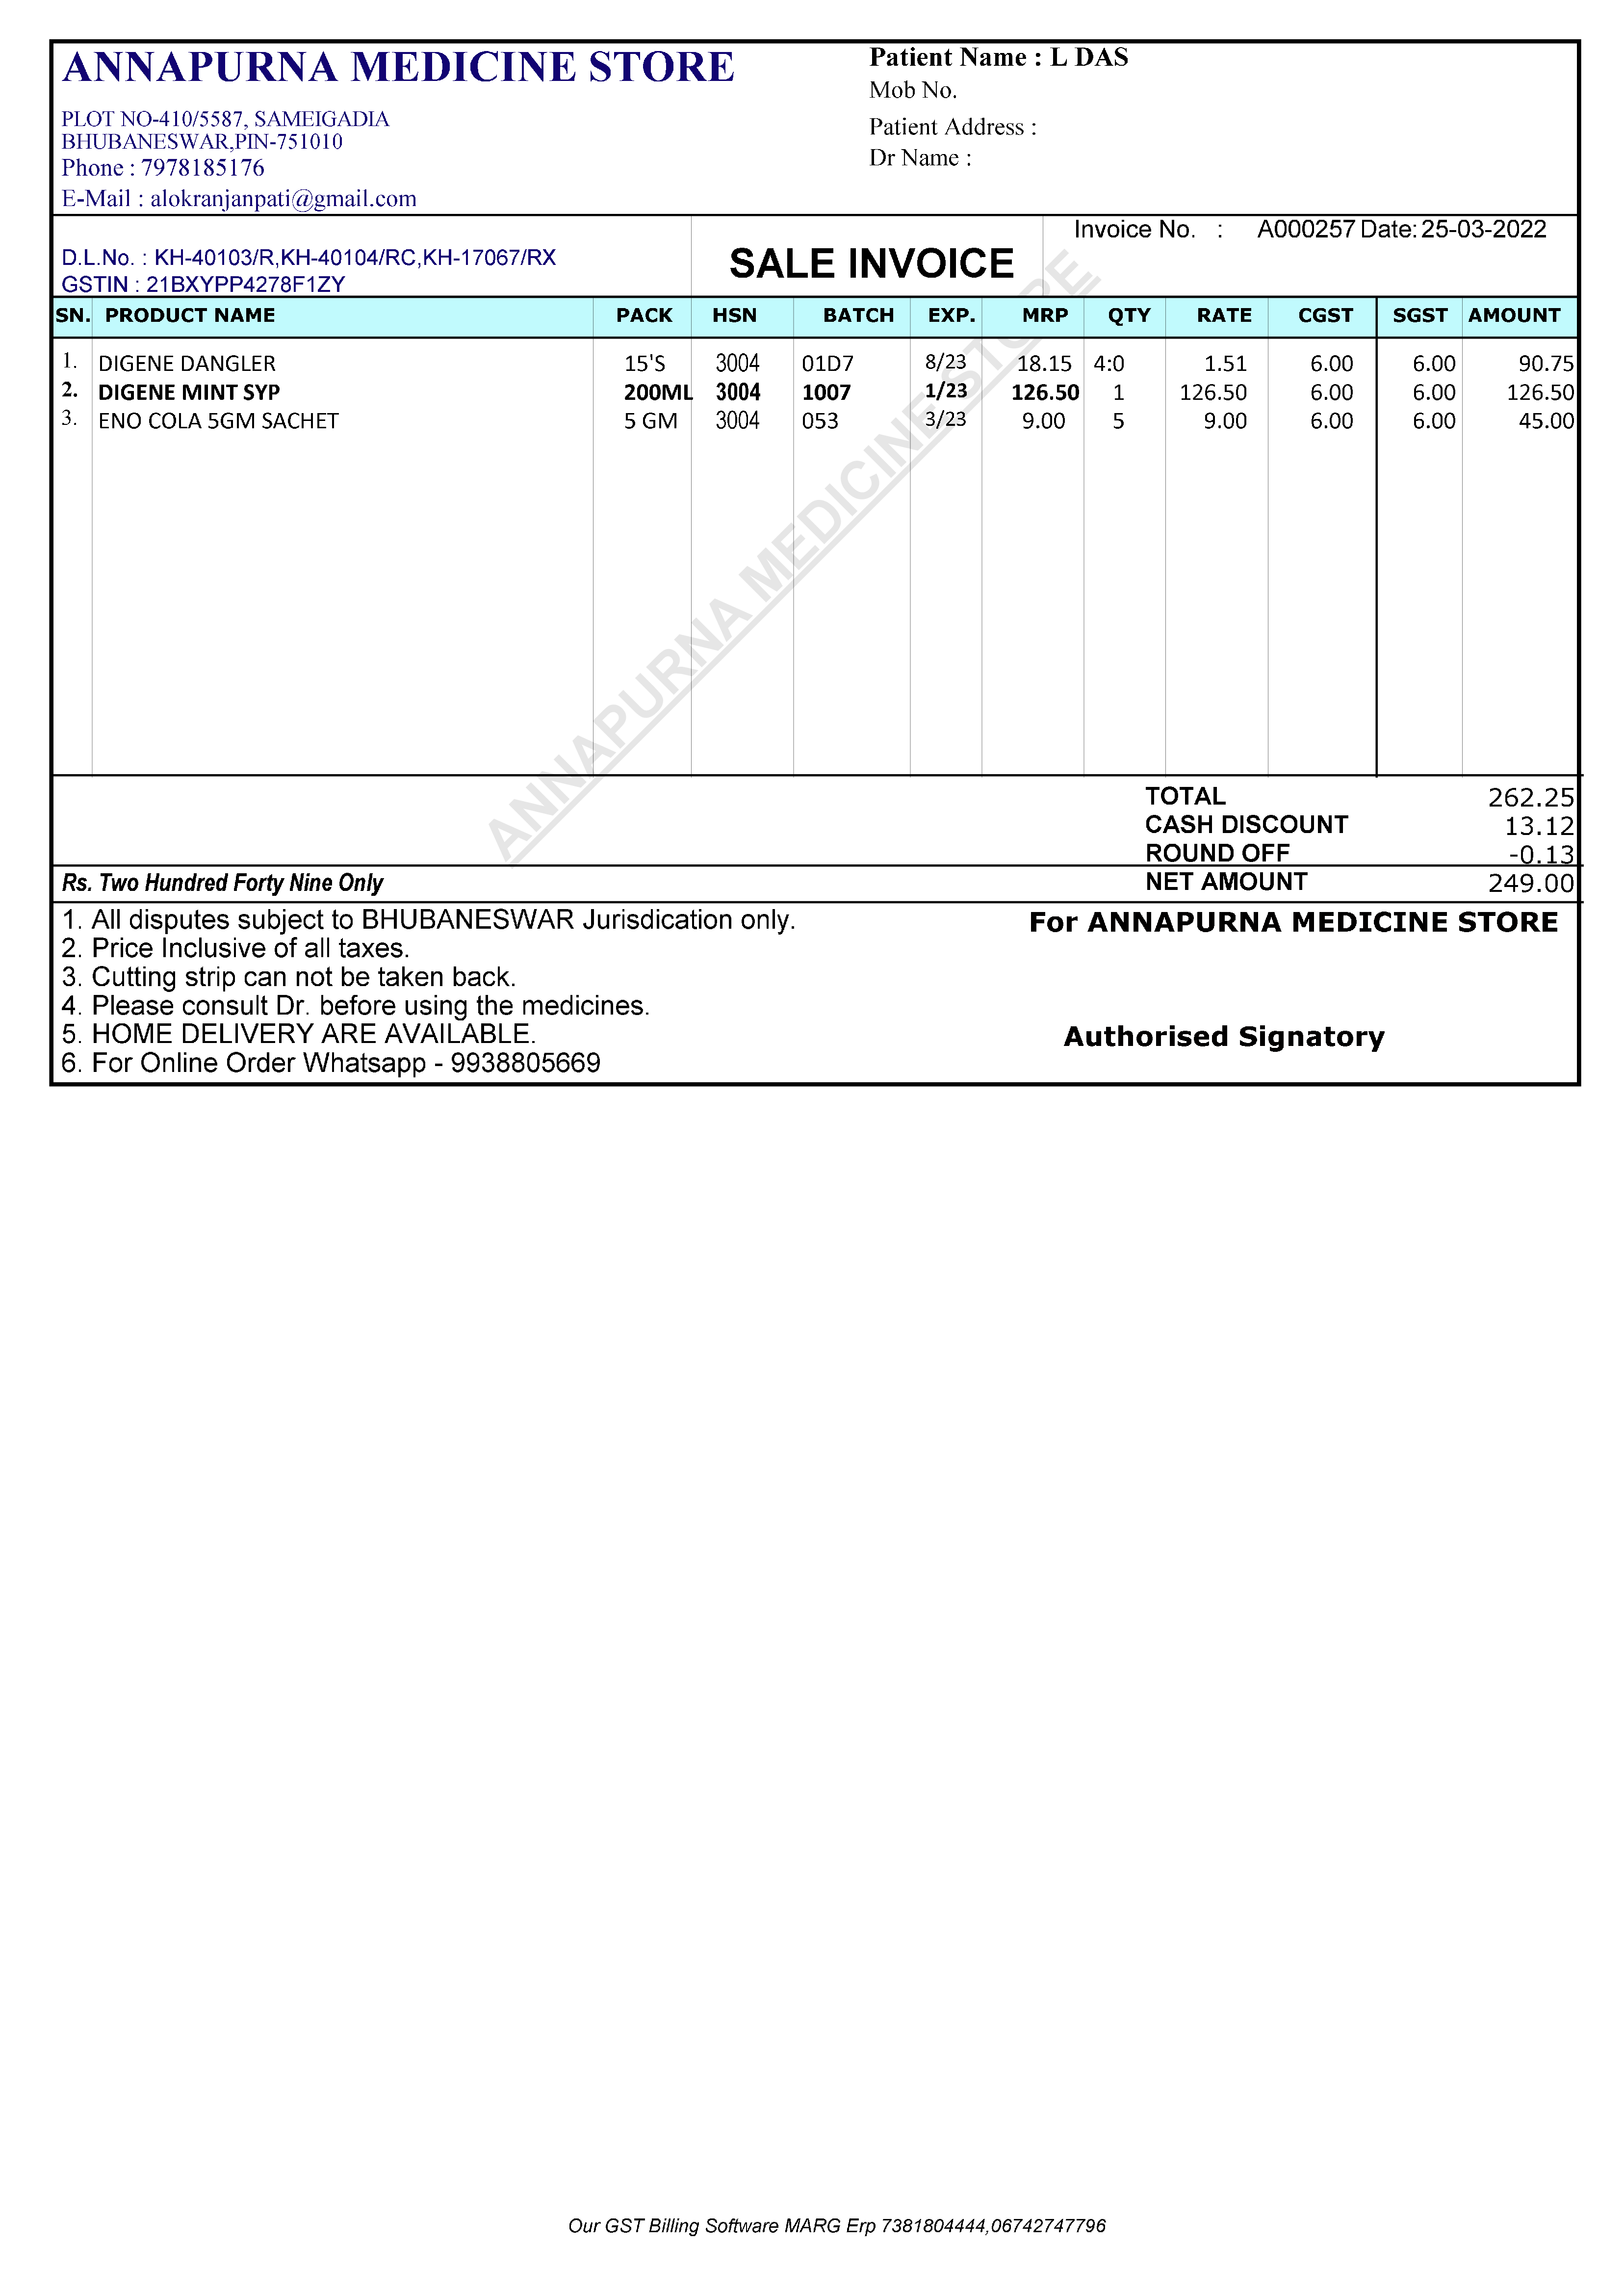 ANNAPURNA MEDICINE STORE
PLOT NO-410/5587, SAMEIGADIA
BHUBANESWAR,PIN-751010
Phone : 7978185176
E-Mail : alokranjanpati@gmail.com
Patient Name : L DAS
Mob No.
Patient Address :
Dr Name :
D.L.No. : KH-40103/R,KH-40104/RC,KH-17067/RX
GSTIN : 21BXYPP4278F1ZY
SALE INVOICE
Invoice No. : A000257 Date: 25-03-2022
SN. PRODUCT NAME PACK HSN BATCH EXP. MRP QTY RATE CGST SGST AMOUNT
1. DIGENE DANGLER 15'S 3004 01D7 8/23 18.15 4:0 1.51 6.00 6.00 90.75
2. DIGENE MINT SYP 200ML 3004 1007 1/23 126.50 1 126.50 6.00 6.00 126.50
3. ENO COLA 5GM SACHET 5 GM 3004 053 3/23 9.00 5 9.00 6.00 6.00 45.00
ANNAPURNA MEDICINE STORE
TOTAL 262.25
CASH DISCOUNT 13.12
ROUND OFF -0.13
Rs. Two Hundred Forty Nine Only NET AMOUNT 249.00
1. All disputes subject to BHUBANESWAR Jurisdication only.
2. Price Inclusive of all taxes.
3. Cutting strip can not be taken back.
4. Please consult Dr. before using the medicines.
5. HOME DELIVERY ARE AVAILABLE.
6. For Online Order Whatsapp - 9938805669
For ANNAPURNA MEDICINE STORE
Authorised Signatory
Our GST Billing Software MARG Erp 7381804444,06742747796